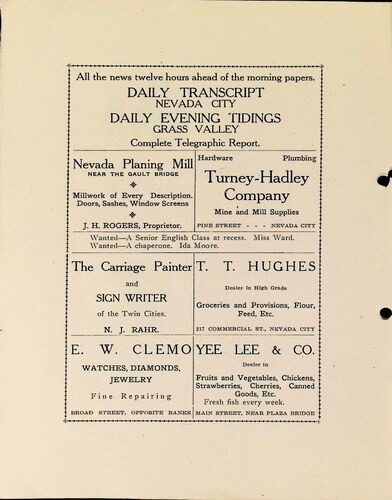 All the news twelve hours ahead of the morning papers.
DAILY TRANSCRIPT
NEVADA CITY
DAILY EVENING TIDINGS
GRASS VALLEY
Complete Telegraphic Report.
Nevada Planing Mill
NEAR THE GAULT BRIDGE
Millwork of Every Description.
Doors, Sashes, Window Screens
J. H. ROGERS, Proprietor.
Hardware Plumbing
Turney-Hadley
Company
Mine and Mill Supplies
PINE STREET - - - NEVADA CITY
Wanted—A Senior English Class at recess. Miss Ward.
Wanted—A chaperone. Ida Moore.
The Carriage Painter
and
SIGN WRITER
of the Twin Cities.
N. J. RAHR.
T. T. HUGHES
Dealer in High Grade
Groceries and Provisions, Flour,
Feed, Etc.
217 COMMERCIAL ST., NEVADA CITY
E. W. CLEMO
WATCHES, DIAMONDS,
JEWELRY
Fine Repairing
BROAD STREET, OPPOSITE BANKS
YEE LEE & CO.
Dealer in
Fruits and Vegetables, Chickens,
Strawberries, Cherries, Canned
Goods, Etc.
Fresh fish every week.
MAIN STREET, NEAR PLAZA BRIDGE